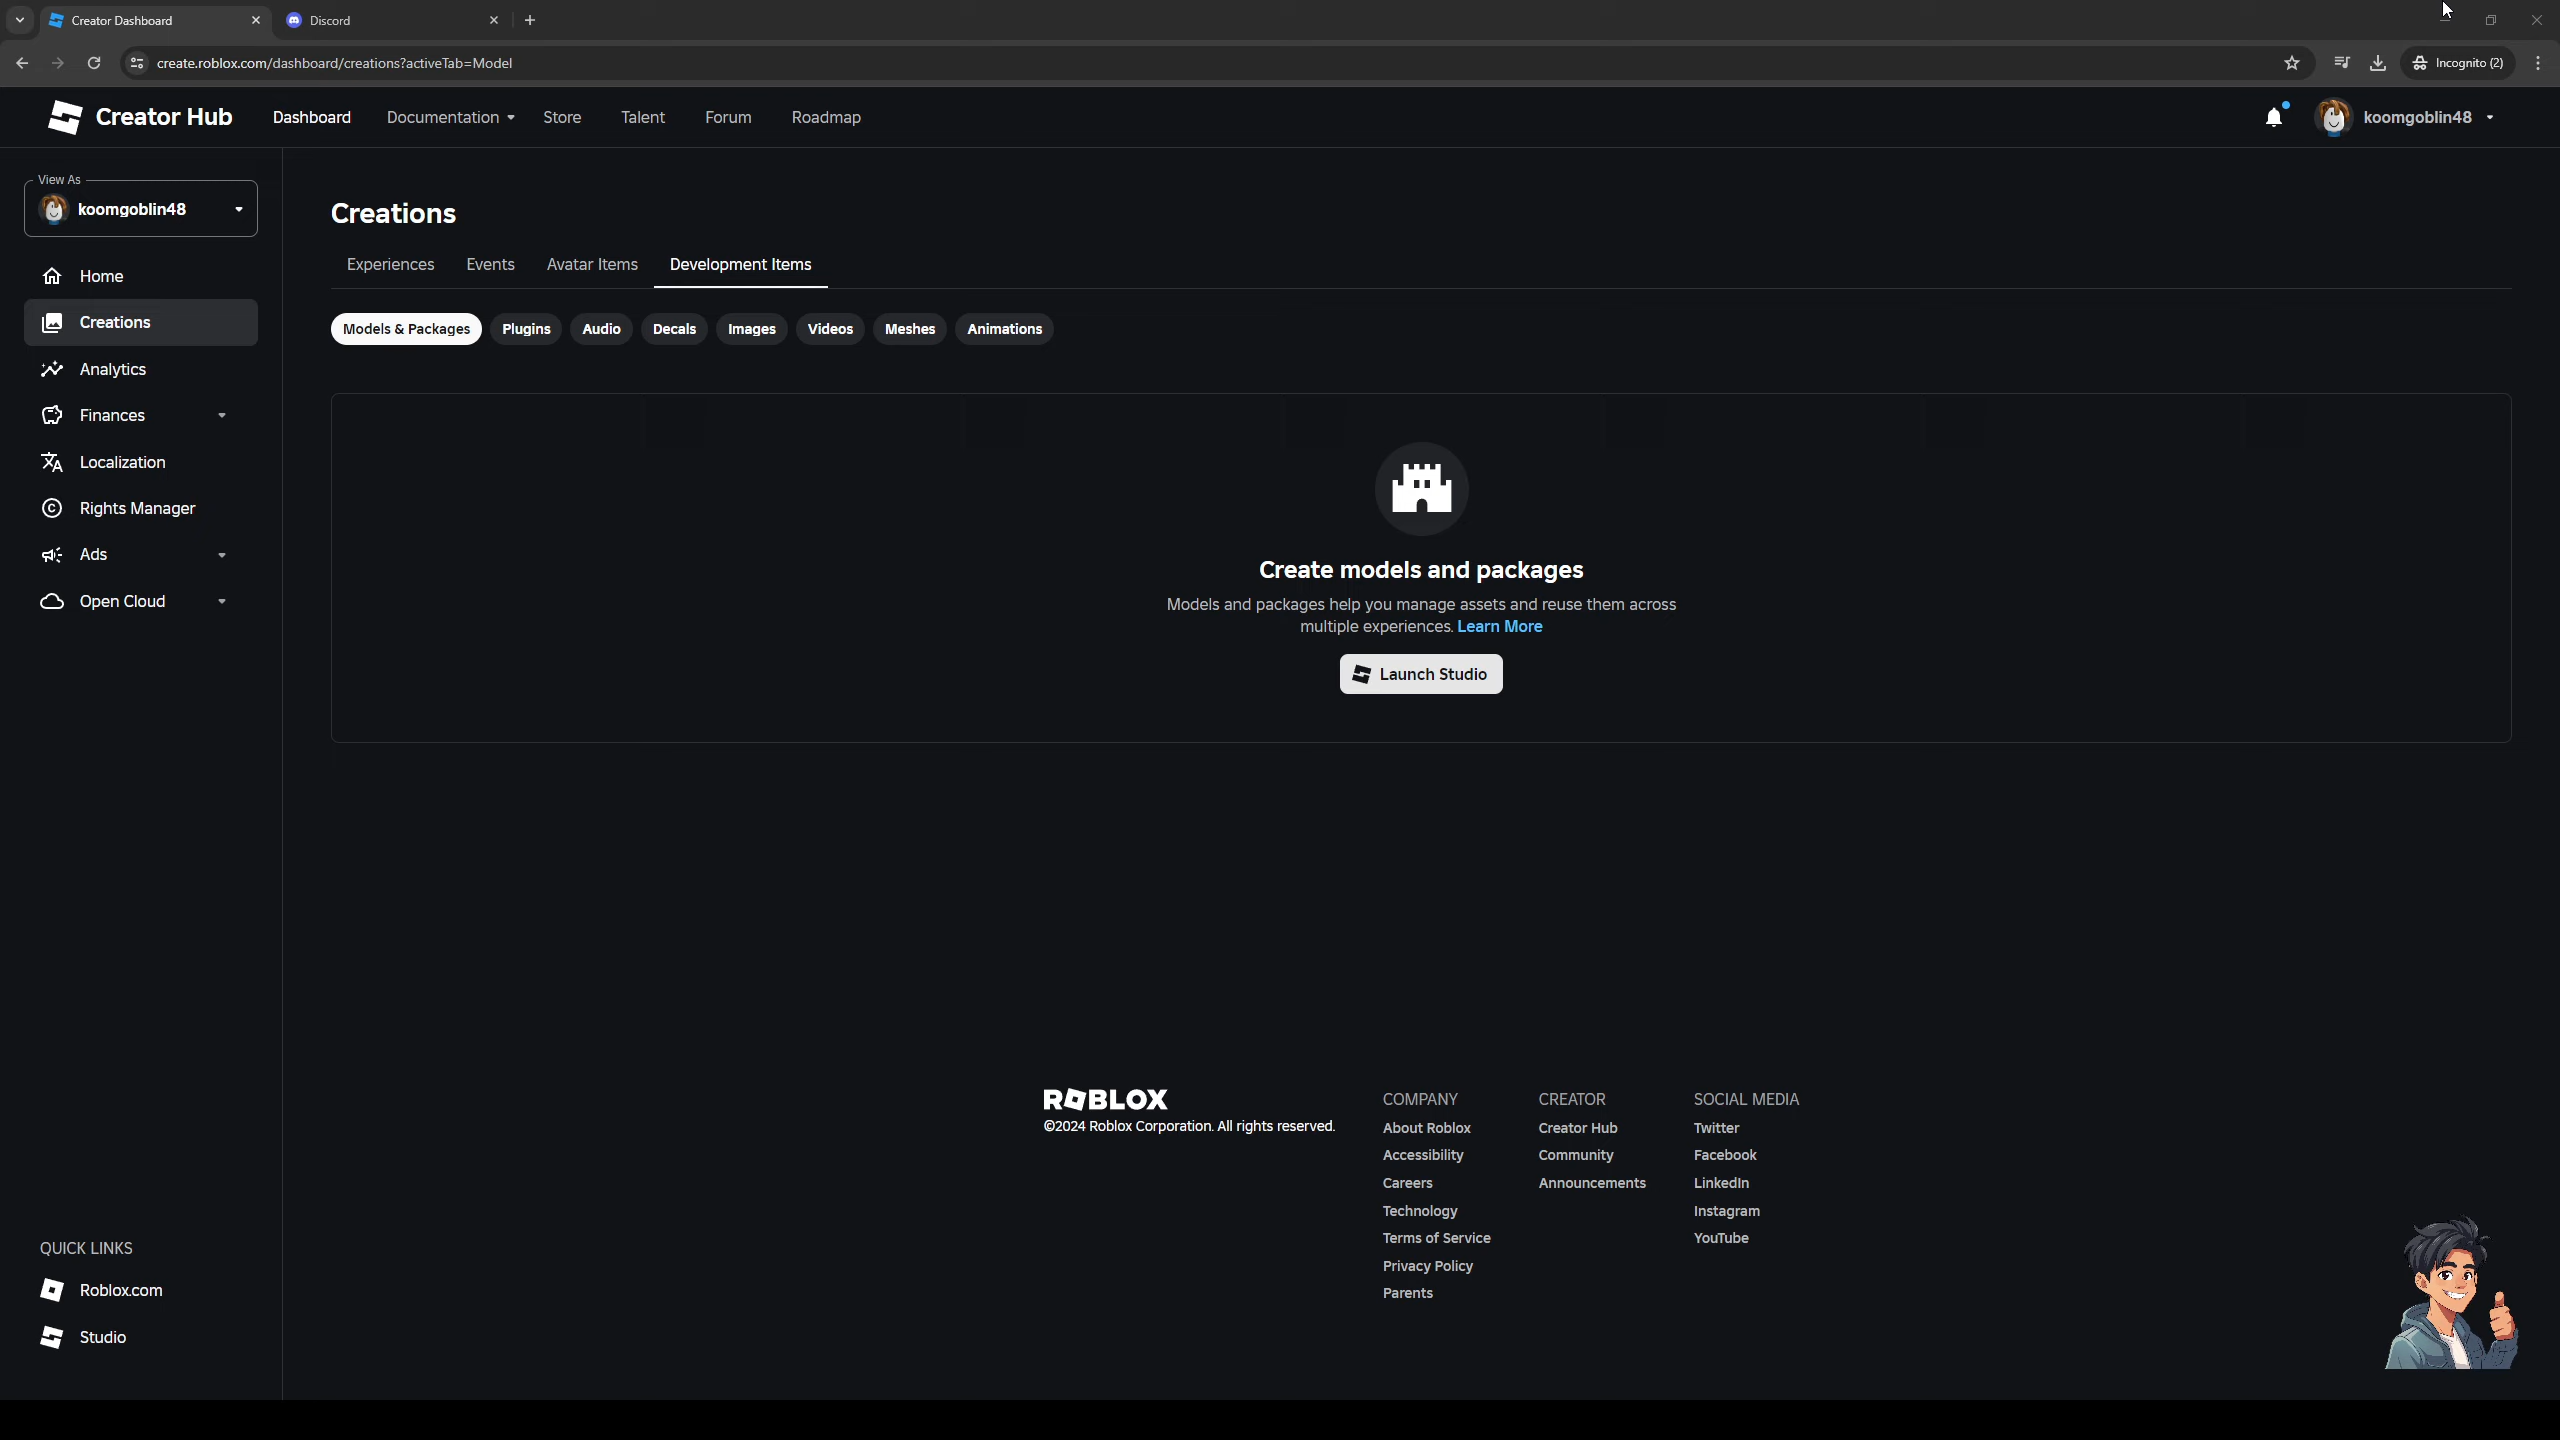 Creator Dashboard
Discord
create.roblox.com/dashboard/creations?activeTab=Model
Incognito (2)
Creator Hub
Dashboard
Documentation
Store
Talent
Forum
Roadmap
koomgoblin48
View As
koomgoblin48
Home
Creations
Analytics
Finances
Localization
Rights Manager
Ads
Open Cloud
QUICK LINKS
Roblox.com
Studio
Creations
Experiences
Events
Avatar Items
Development Items
Models & Packages
Plugins
Audio
Decals
Images
Videos
Meshes
Animations
Create models and packages
Models and packages help you manage assets and reuse them across
multiple experiences. Learn More
Launch Studio
ROBLOX
©2024 Roblox Corporation. All rights reserved.
COMPANY
About Roblox
Accessibility
Careers
Technology
Terms of Service
Privacy Policy
Parents
CREATOR
Creator Hub
Community
Announcements
SOCIAL MEDIA
Twitter
Facebook
LinkedIn
Instagram
YouTube